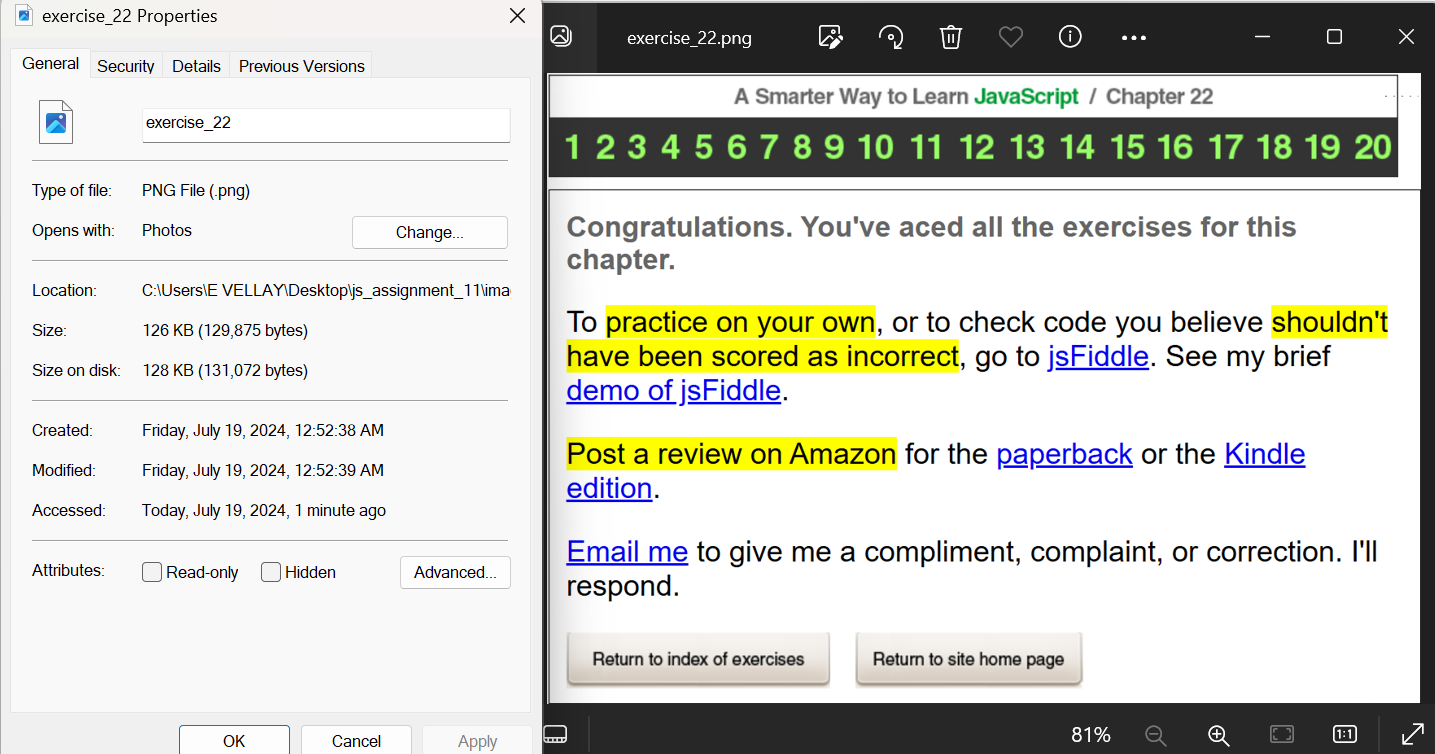 exercise_22 Properties
General
Security
Details
Previous Versions
exercise_22
Type of file: PNG File (.png)
Opens with: Photos
Change...
Location: C:\Users\E VELLAY\Desktop\js_assignment_11\ima
Size: 126 KB (129,875 bytes)
Size on disk: 128 KB (131,072 bytes)
Created: Friday, July 19, 2024, 12:52:38 AM
Modified: Friday, July 19, 2024, 12:52:39 AM
Accessed: Today, July 19, 2024, 1 minute ago
Attributes:
Read-only
Hidden
Advanced...
OK
Cancel
Apply
exercise_22.png
A Smarter Way to Learn JavaScript / Chapter 22
1 2 3 4 5 6 7 8 9 10 11 12 13 14 15 16 17 18 19 20
Congratulations. You've aced all the exercises for this
chapter.
To practice on your own, or to check code you believe shouldn't
have been scored as incorrect, go to jsFiddle. See my brief
demo of jsFiddle.
Post a review on Amazon for the paperback or the Kindle
edition.
Email me to give me a compliment, complaint, or correction. I'll
respond.
Return to index of exercises
Return to site home page
81%
1:1